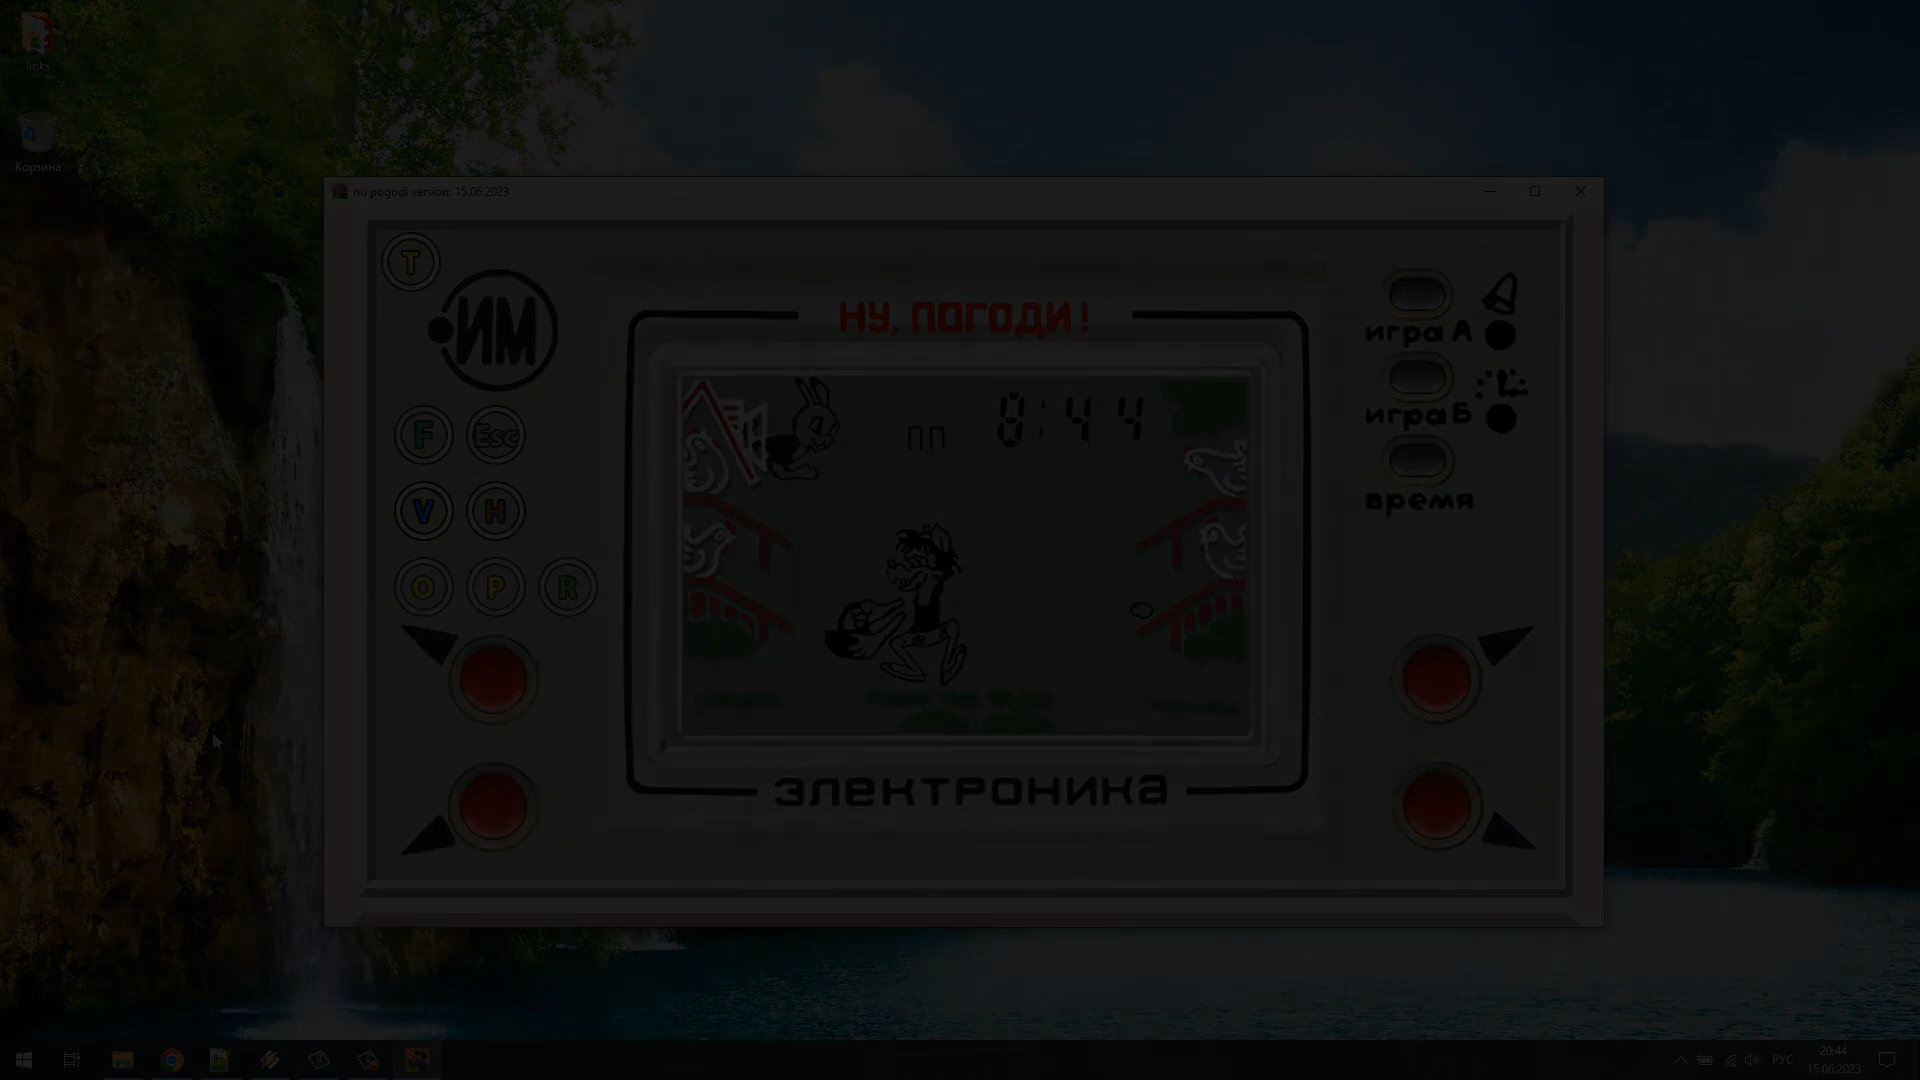 links
Корзина
nu pogodi version: 15.06.2023
T
ИМ
НУ, ПОГОДИ!
игра А
ПП 8:44
игра Б
F Esc
время
V H
O P R
электроника
РУС
20:44
15.06.2023